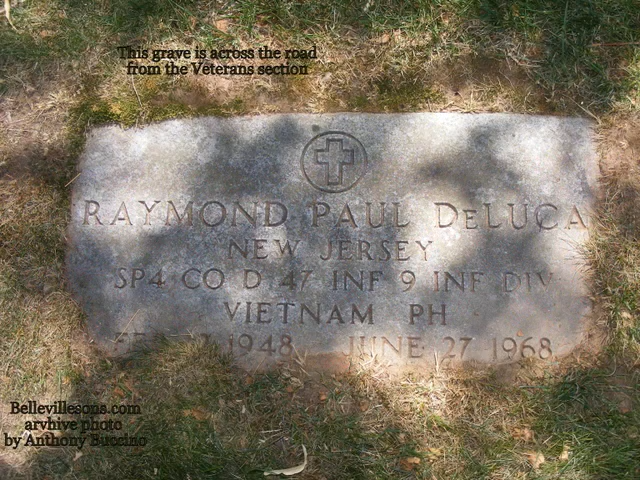 This grave is across the road
from the Veterans section
RAYMOND PAUL DeLUCA
NEW JERSEY
SP4 CO D 47 INF 9 INF DIV
VIETNAM PH
1948 JUNE 27 1968
Bellevillesons.com
arvhive photo
by Anthony Buccino